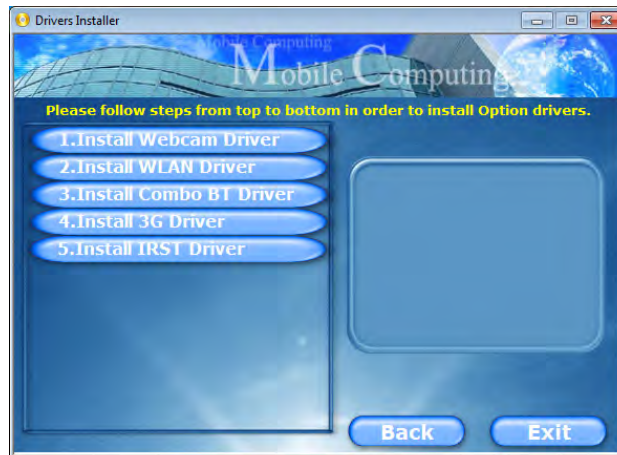 Drivers Installer
Mobile Computing
Mobile Computing
Please follow steps from top to bottom in order to install Option drivers.
1.Install Webcam Driver
2.Install WLAN Driver
3.Install Combo BT Driver
4.Install 3G Driver
5.Install IRST Driver
Back
Exit